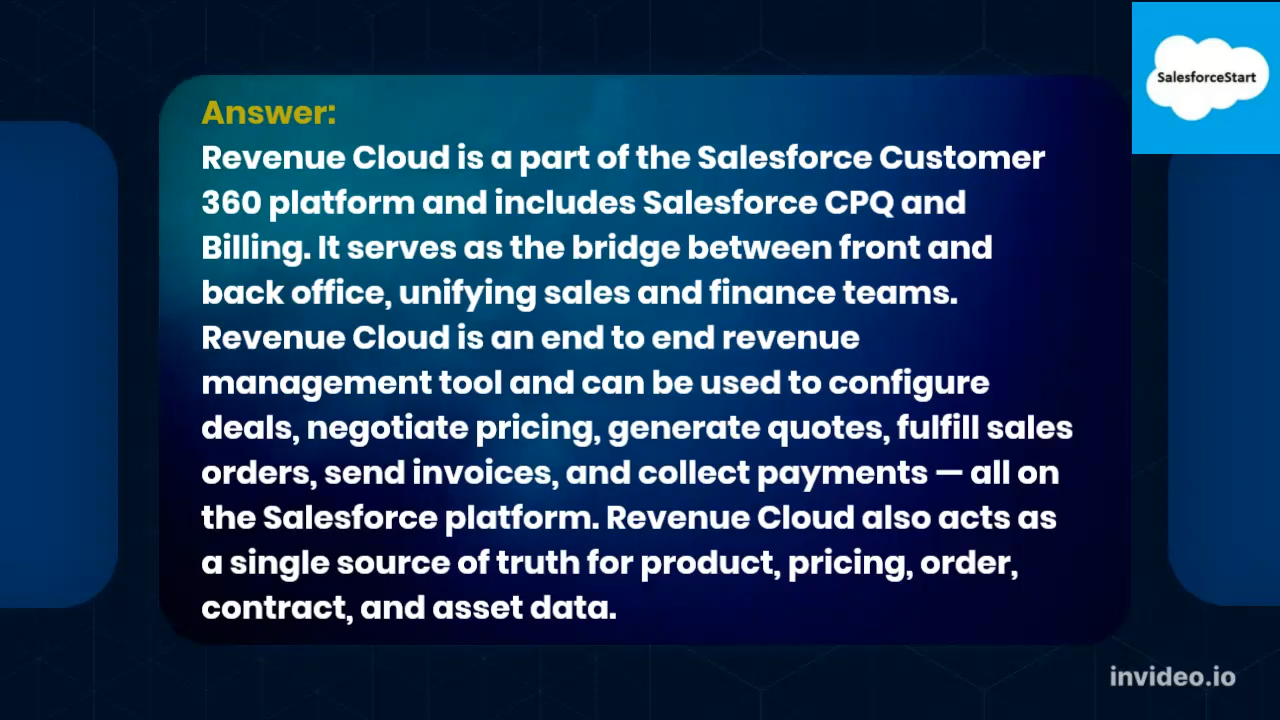 SalesforceStart
Answer:
Revenue Cloud is a part of the Salesforce Customer
360 platform and includes Salesforce CPQ and
Billing. It serves as the bridge between front and
back office, unifying sales and finance teams.
Revenue Cloud is an end to end revenue
management tool and can be used to configure
deals, negotiate pricing, generate quotes, fulfill sales
orders, send invoices, and collect payments — all on
the Salesforce platform. Revenue Cloud also acts as
a single source of truth for product, pricing, order,
contract, and asset data.
invideo.io